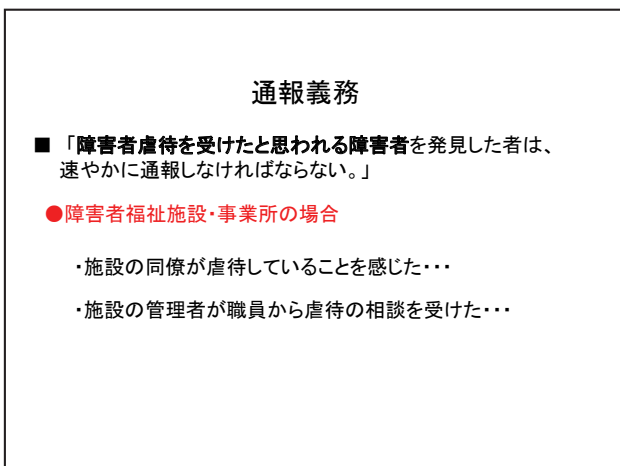 通報義務
■ 「障害者虐待を受けたと思われる障害者を発見した者は、
速やかに通報しなければならない。」
●障害者福祉施設・事業所の場合
・施設の同僚が虐待していることを感じた・・・
・施設の管理者が職員から虐待の相談を受けた・・・